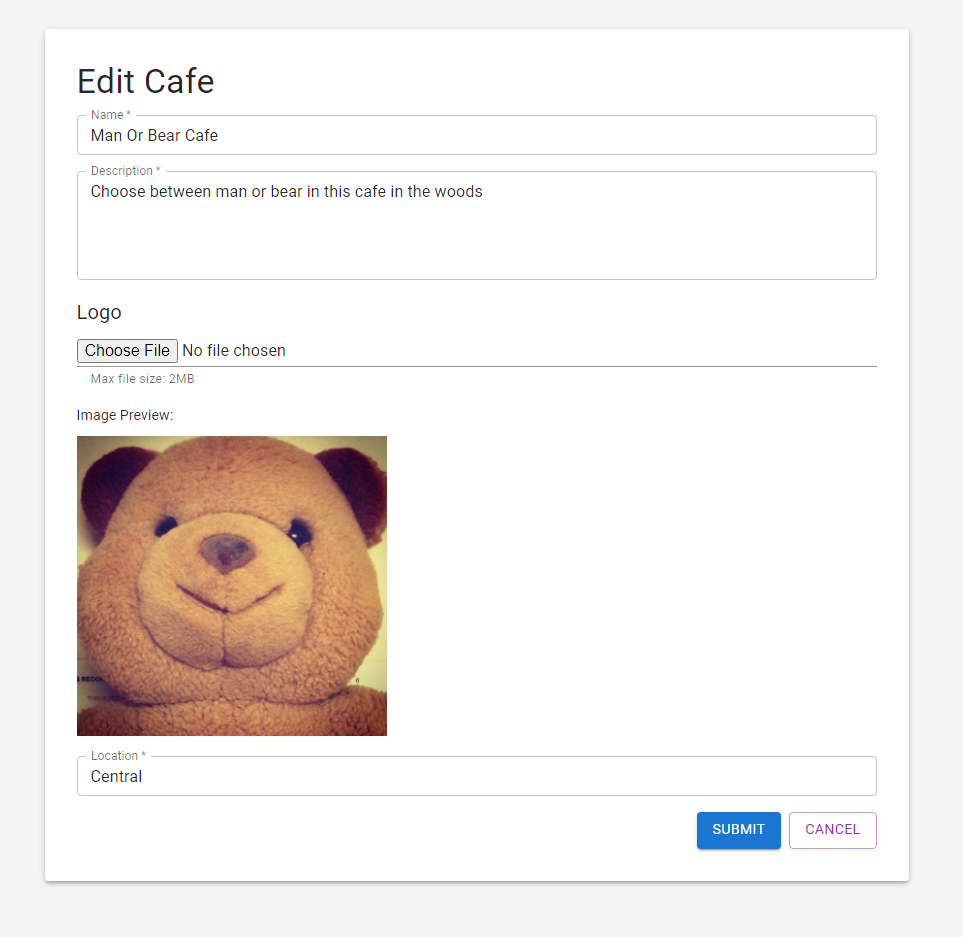 Edit Cafe
Name *
Man Or Bear Cafe
Description *
Choose between man or bear in this cafe in the woods
Logo
Choose File No file chosen
Max file size: 2MB
Image Preview:
6
Location *
Central
SUBMIT CANCEL